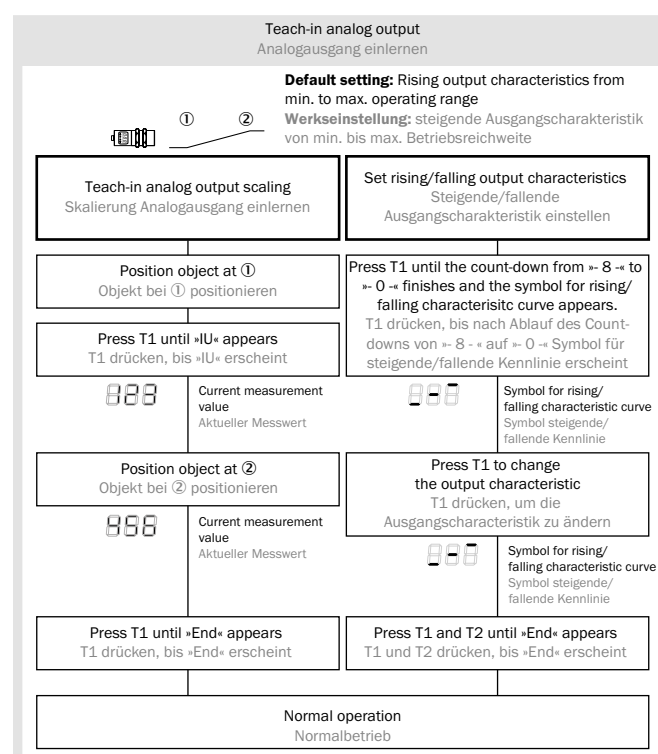 Teach-in analog output
Analogausgang einlernen
Default setting: Rising output characteristics from
min. to max. operating range
Werkseinstellung: steigende Ausgangscharakteristik
von min. bis max. Betriebsreichweite
① ②
Teach-in analog output scaling
Skalierung Analogausgang einlernen
Position object at ①
Objekt bei ① positionieren
Press T1 until »IU« appears
T1 drücken, bis »IU« erscheint
Current measurement
value
Aktueller Messwert
Position object at ②
Objekt bei ② positionieren
Current measurement
value
Aktueller Messwert
Press T1 until »End« appears
T1 drücken, bis »End« erscheint
Set rising/falling output characteristics
Steigende/fallende
Ausgangscharakteristik einstellen
Press T1 until the count-down from »- 8 -« to
»- 0 -« finishes and the symbol for rising/
falling characterisitc curve appears.
T1 drücken, bis nach Ablauf des Count-
downs von »- 8 - « auf »- 0 -« Symbol für
steigende/fallende Kennlinie erscheint
Symbol for rising/
falling characteristic curve
Symbol steigende/
fallende Kennlinie
Press T1 to change
the output characteristic
T1 drücken, um die
Ausgangscharacteristik zu ändern
Symbol for rising/
falling characteristic curve
Symbol steigende/
fallende Kennlinie
Press T1 and T2 until »End« appears
T1 und T2 drücken, bis »End« erscheint
Normal operation
Normalbetrieb